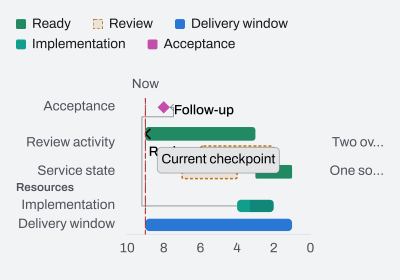 Ready Review Delivery window
Implementation Acceptance
Now
Acceptance Follow-up
Review activity Two ov...
Current checkpoint
Service state One so...
Resources
Implementation
Delivery window
10 8 6 4 2 0